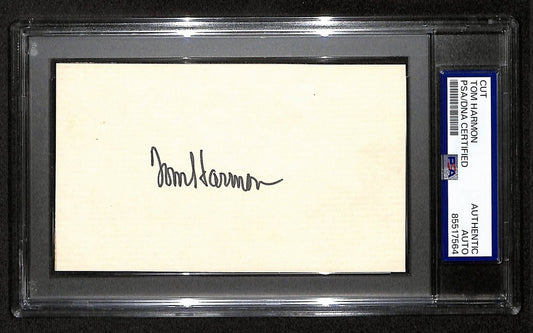 Tom Harmon
CUT
TOM HARMON
PSA/DNA CERTIFIED
PSA
AUTHENTIC
AUTO
85517564